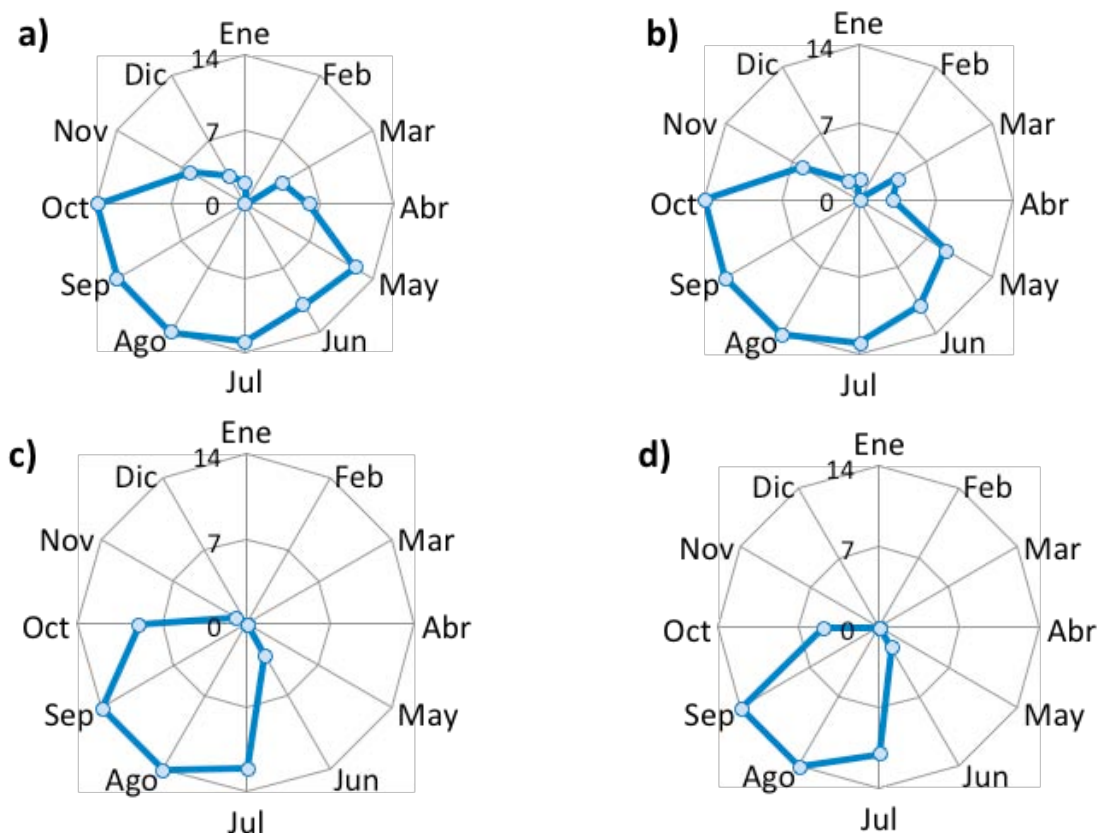 a)
Ene
14
Dic
Feb
Nov
7
Mar
Oct
0
Abr
Sep
May
Ago
Jun
Jul
b)
Ene
14
Dic
Feb
Nov
7
Mar
Oct
0
Abr
Sep
May
Ago
Jun
Jul
c)
Ene
14
Dic
Feb
Nov
7
Mar
Oct
0
Abr
Sep
May
Ago
Jun
Jul
d)
Ene
14
Dic
Feb
Nov
7
Mar
Oct
0
Abr
Sep
May
Ago
Jun
Jul